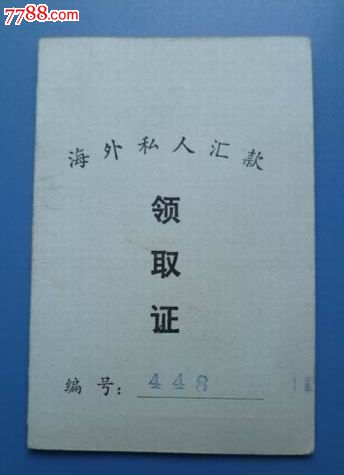 7788.com
海外私人汇款
领
取
证
编号：448